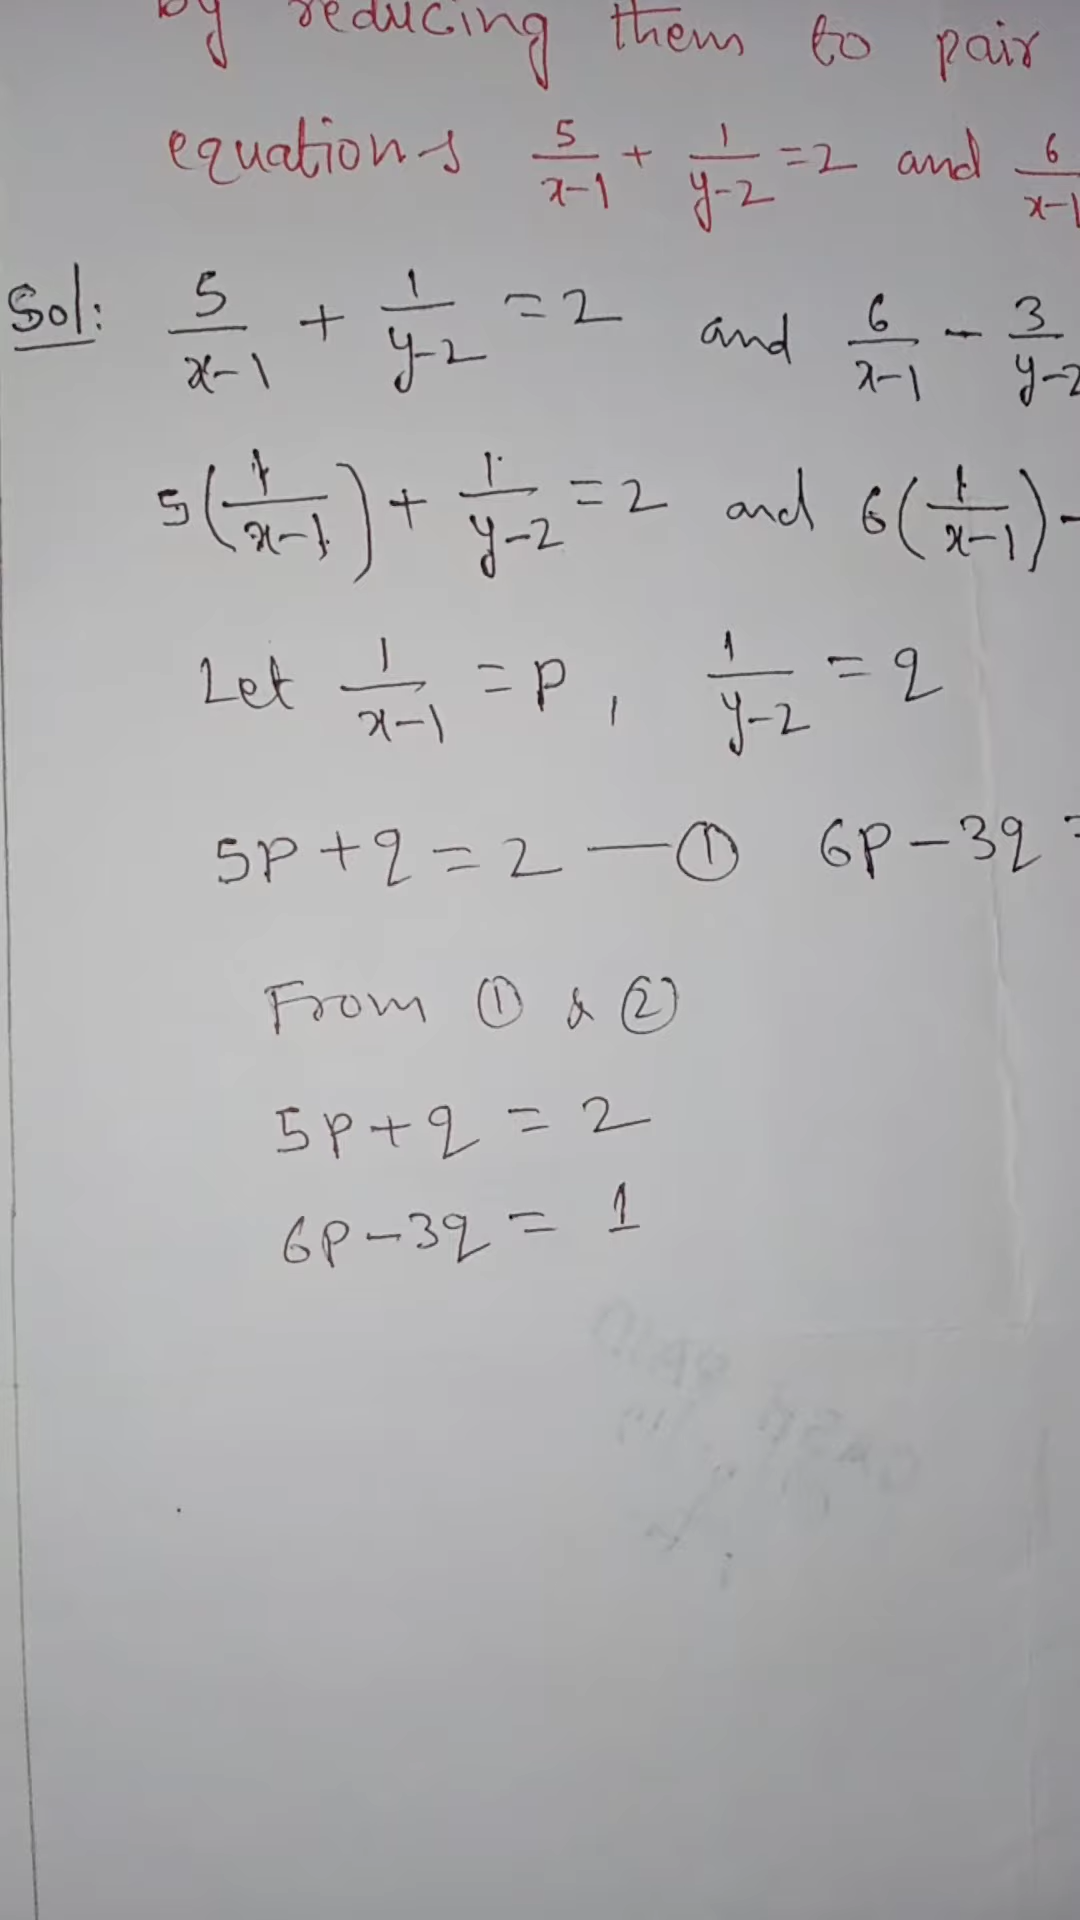 by reducing them to pair
equations 5/x-1 + 1/y-2 =2 and 6/x-1
Sol: 5/x-1 + 1/y-2 =2 and 6/x-1 - 3/y-2
5(1/x-1) + 1/y-2 =2 and 6(1/x-1) -
Let 1/x-1 = P, 1/y-2 = q
5P+q=2 — ① 6P-3q =
From ① & ②
5P+q = 2
6P-3q = 1